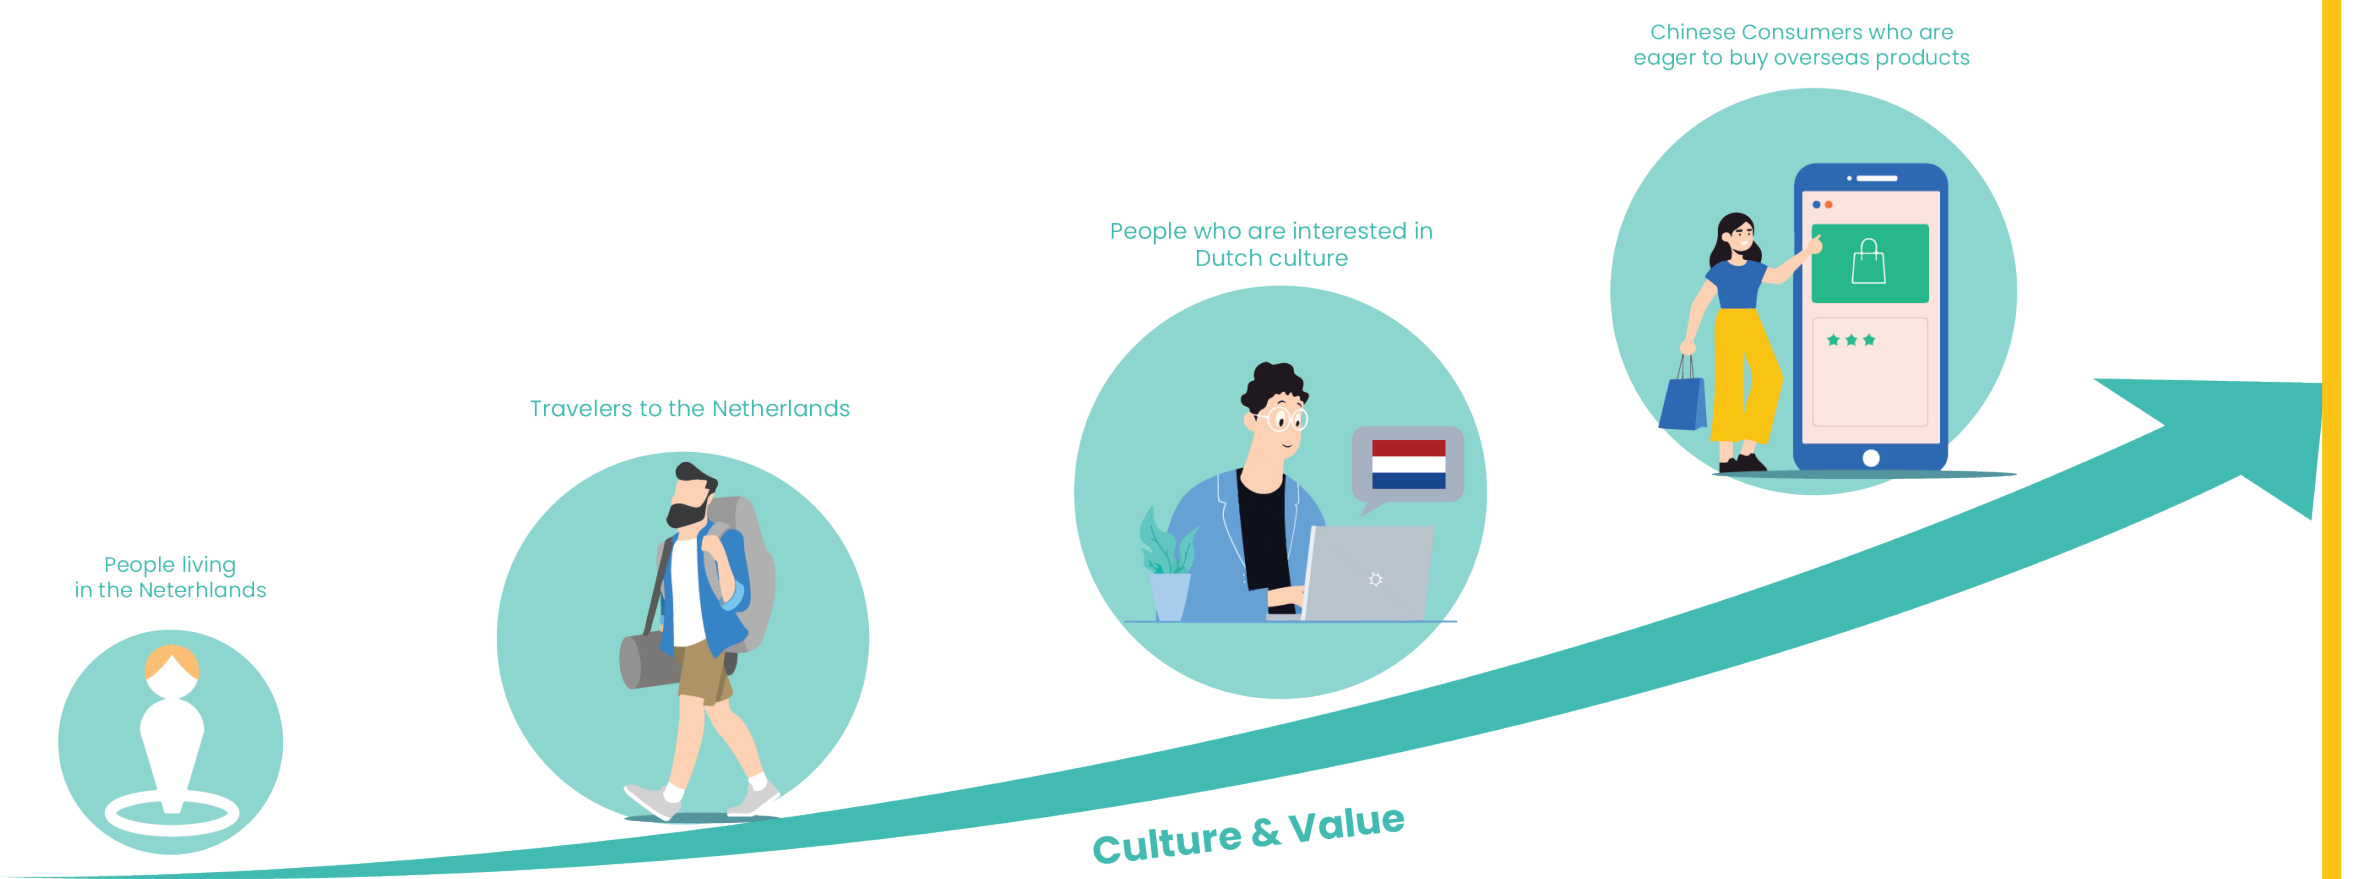 People living
in the Neterhlands
Travelers to the Netherlands
People who are interested in
Dutch culture
Chinese Consumers who are
eager to buy overseas products
Culture & Value